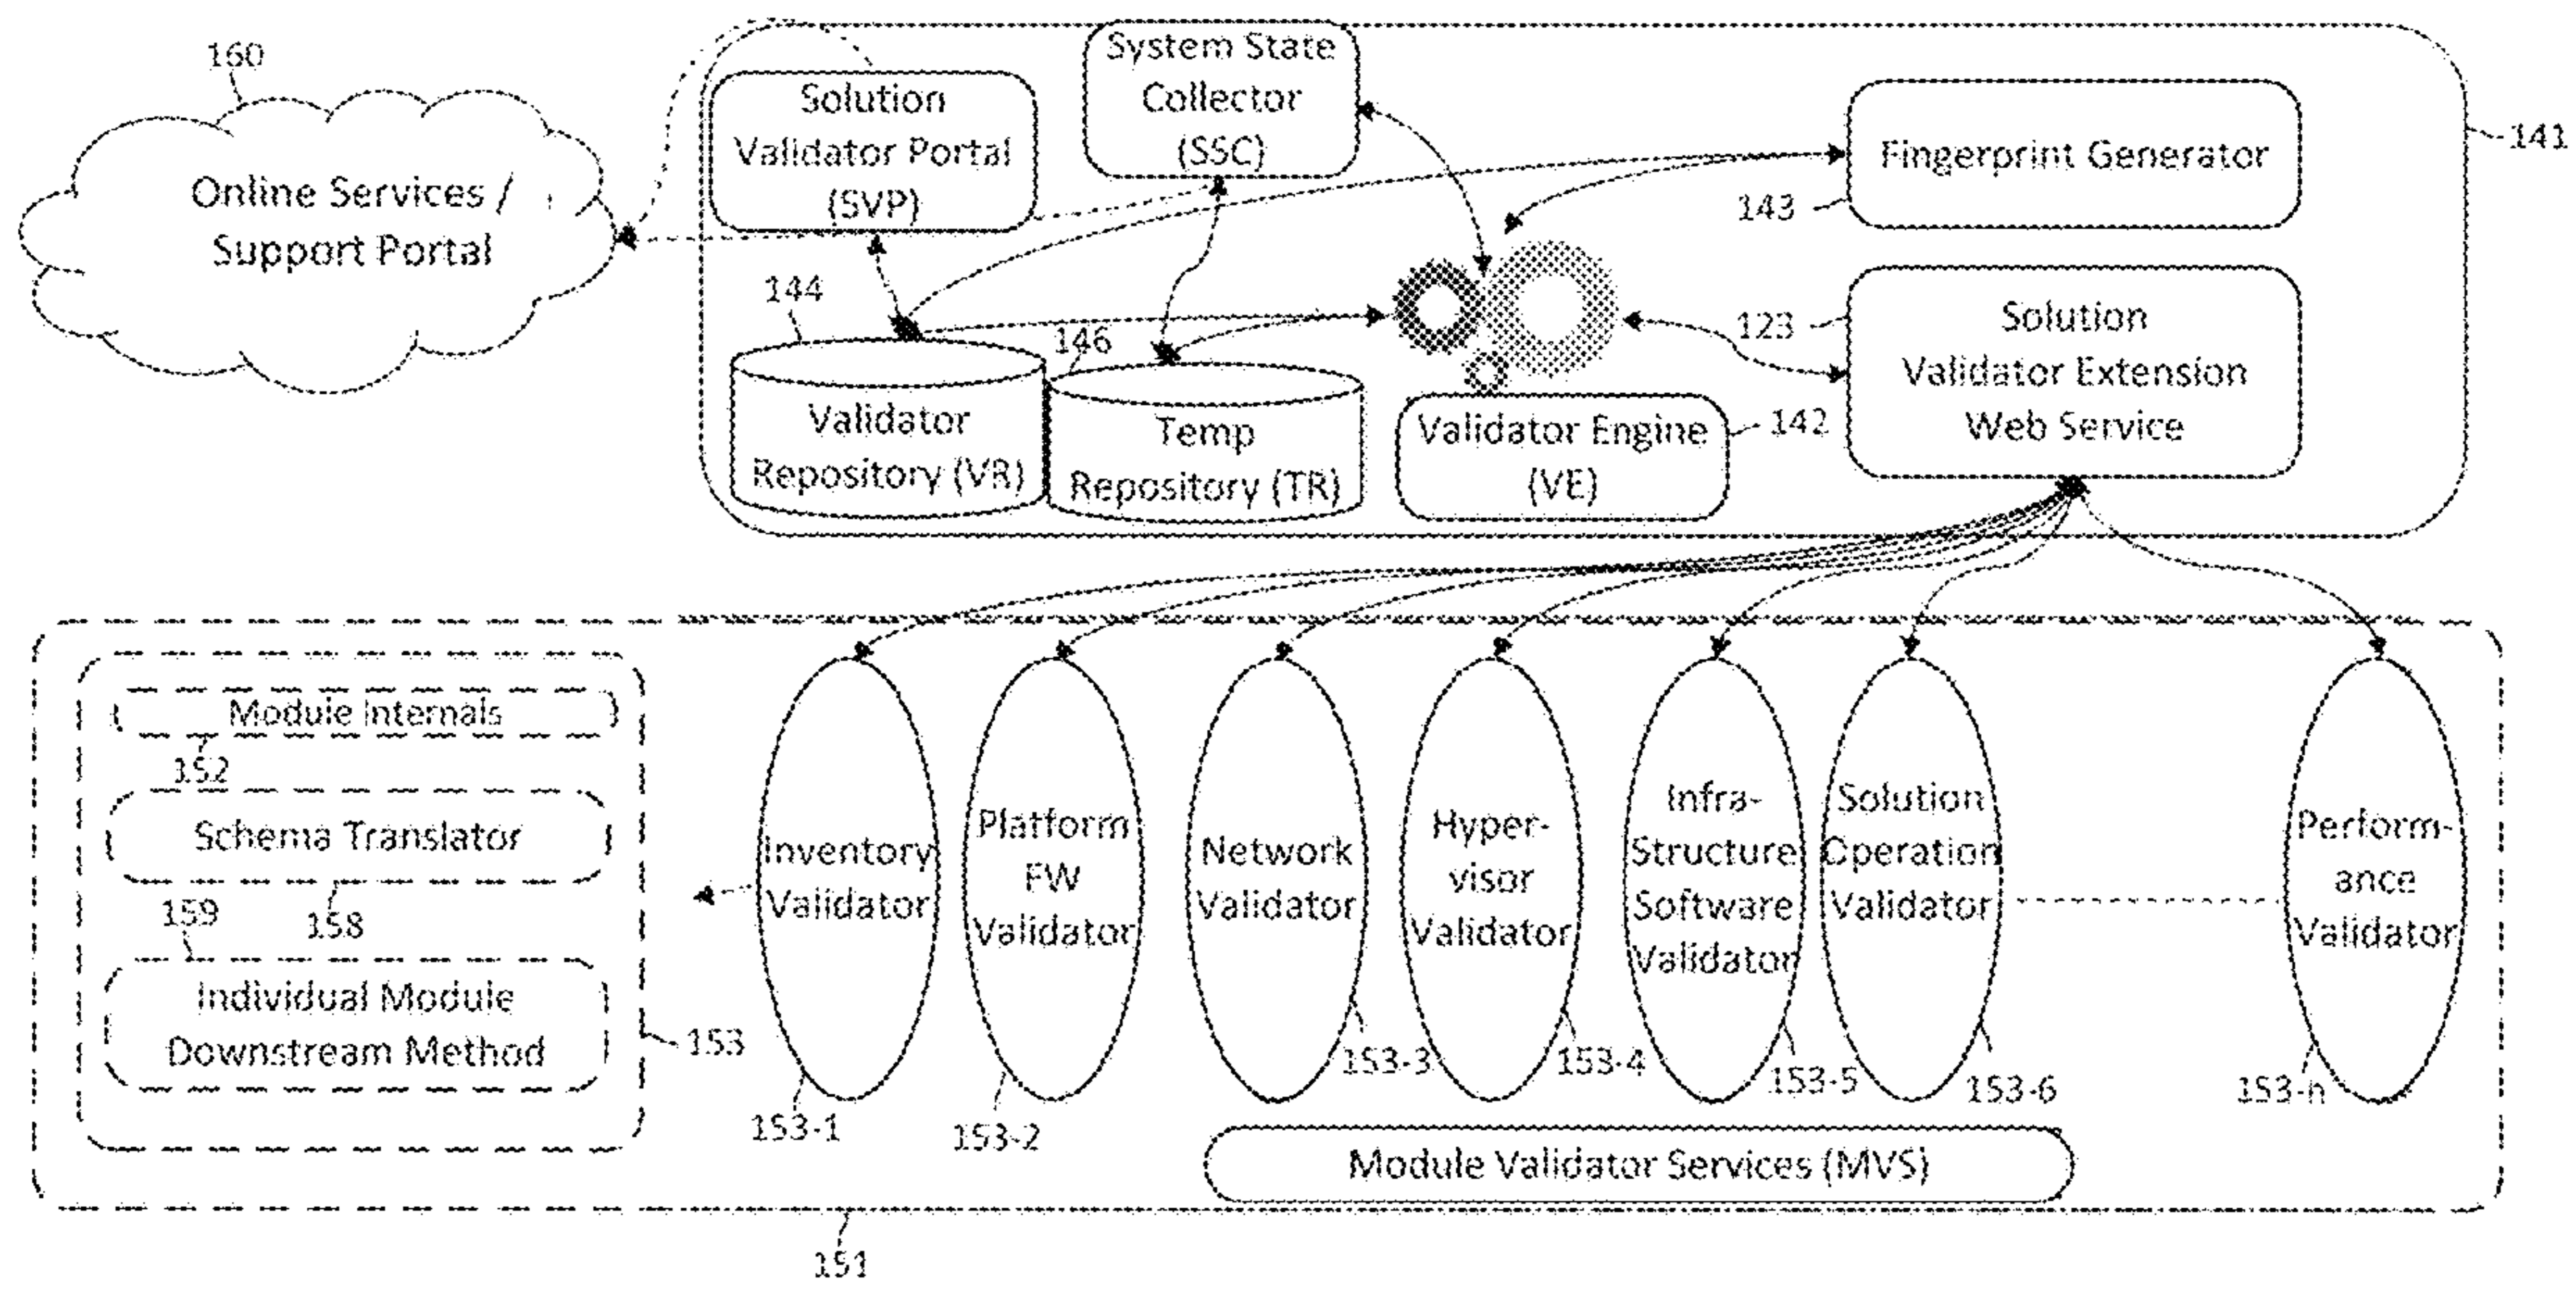 160
Online Services /
Support Portal
Solution
Validator Portal
(SVP)
System State
Collector
(SSC)
Fingerprint Generator
141
143
144
146
123
Solution
Validator Extension
Web Service
Validator
Repository (VR)
Temp
Repository (TR)
Validator Engine
(VE)
142
Module Internals
152
Schema Translator
158
159
Individual Module
Downstream Method
153
Inventory
Validator
153-1
Platform
FW
Validator
153-2
Network
Validator
153-3
Hyper-
visor
Validator
153-4
Infra-
Structure
Software
Validator
153-5
Solution
Operation
Validator
153-6
Perform-
ance
Validator
153-n
Module Validator Services (MVS)
151